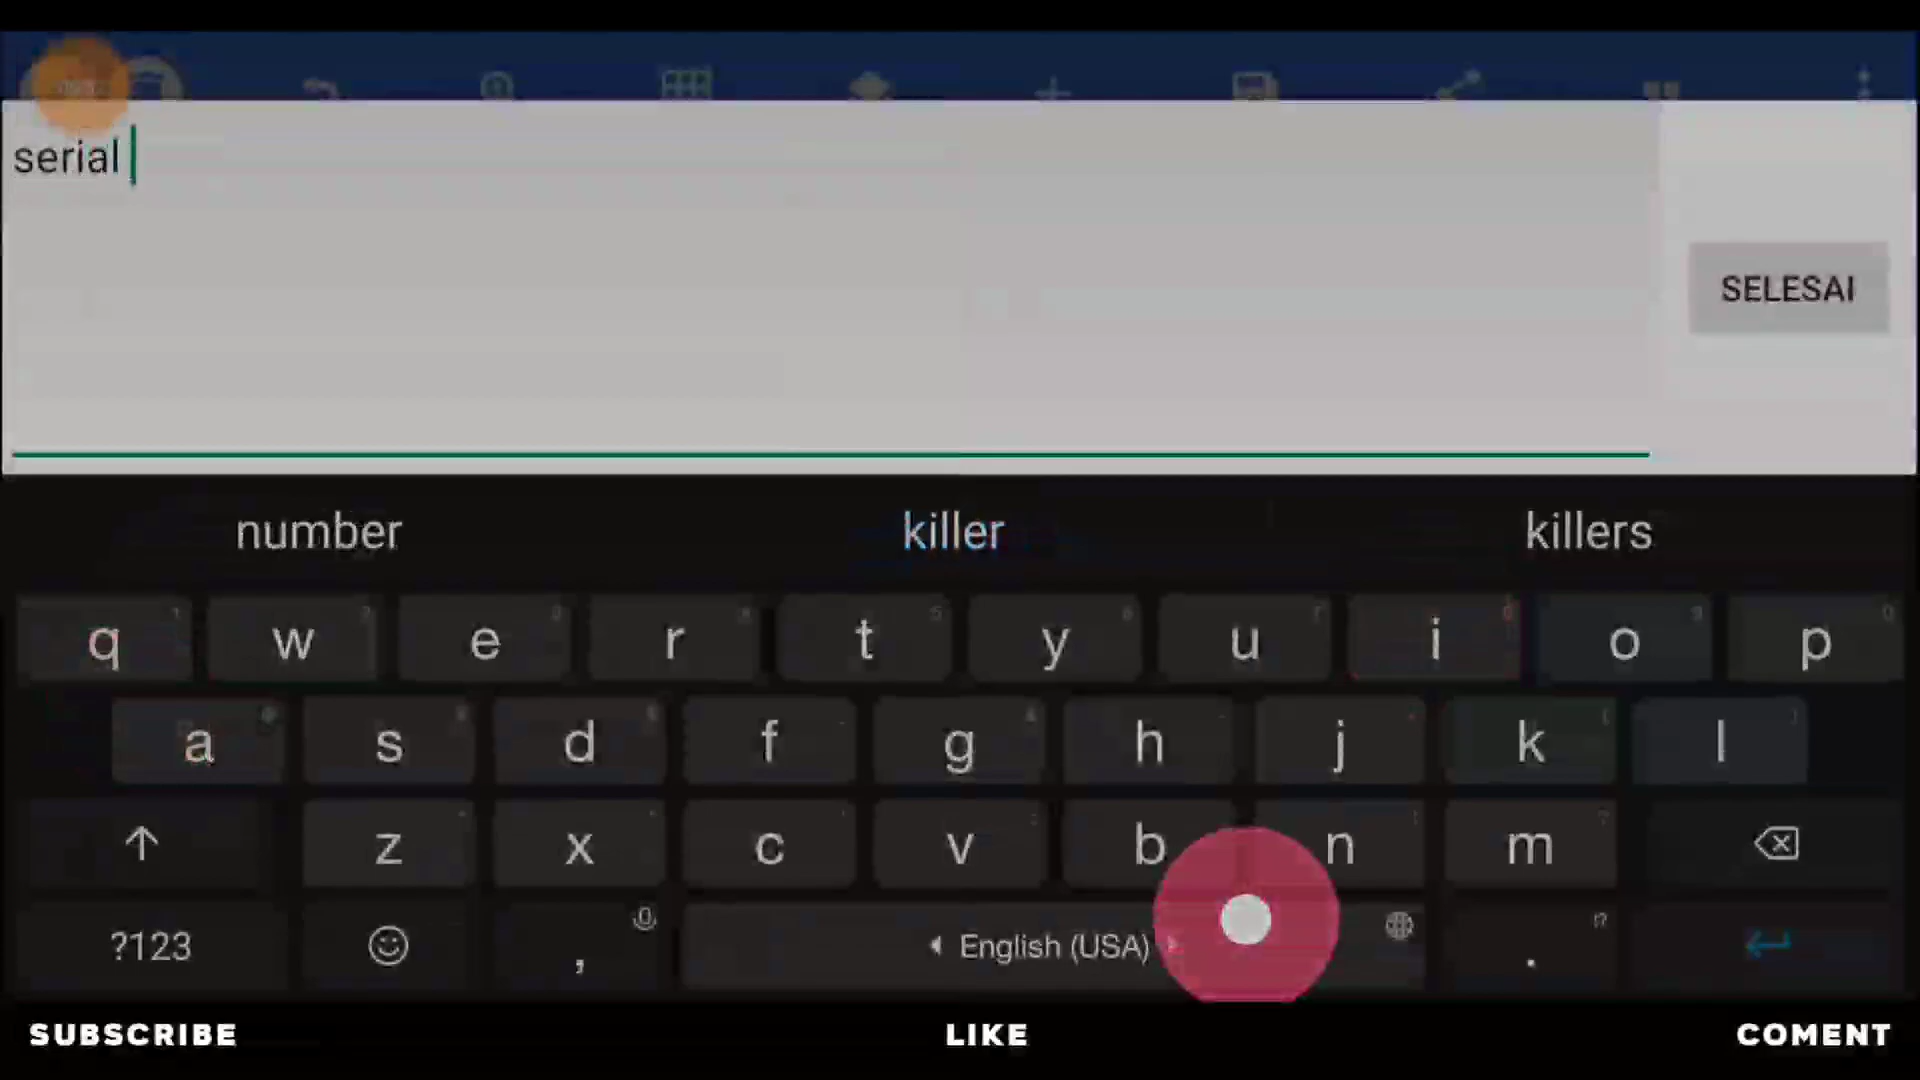 serial
SELESAI
number killer killers
q w e r t y u i o p
a s d f g h j k l
z x c v b n m
?123 , English (USA) .
SUBSCRIBE LIKE COMENT